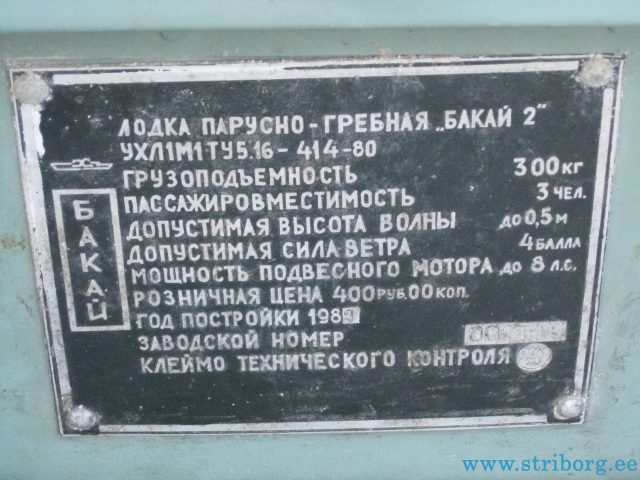 ЛОДКА ПАРУСНО-ГРЕБНАЯ „БАКАЙ 2"
УХЛ1М1 ТУ5.16-414-80
ГРУЗОПОДЪЕМНОСТЬ 300 КГ
ПАССАЖИРОВМЕСТИМОСТЬ 3 ЧЕЛ.
ДОПУСТИМАЯ ВЫСОТА ВОЛНЫ ДО 0,5 М
ДОПУСТИМАЯ СИЛА ВЕТРА 4 БАЛЛА
МОЩНОСТЬ ПОДВЕСНОГО МОТОРА ДО 8 Л.С.
РОЗНИЧНАЯ ЦЕНА 400 РУБ. 00 КОП.
ГОД ПОСТРОЙКИ
ЗАВОДСКОЙ НОМЕР
КЛЕЙМО ТЕХНИЧЕСКОГО КОНТРОЛЯ
БАКАЙ
www.striborg.ee